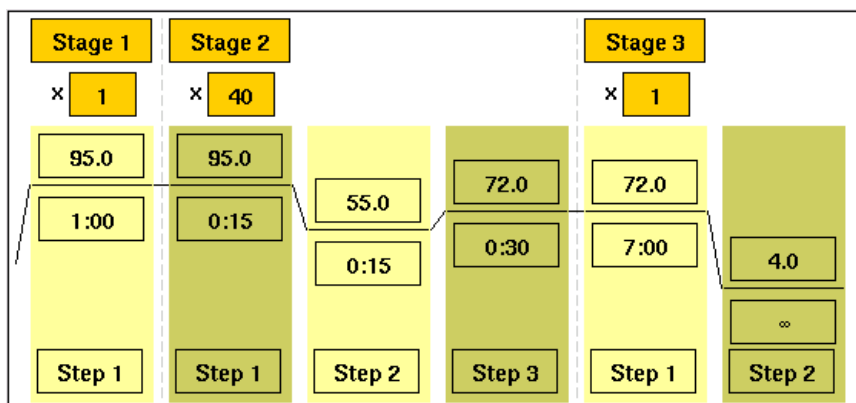 Stage 1 Stage 2 Stage 3
x 1 x 40 x 1
95.0 95.0 55.0 72.0 72.0 4.0
1:00 0:15 0:15 0:30 7:00 ∞
Step 1 Step 1 Step 2 Step 3 Step 1 Step 2